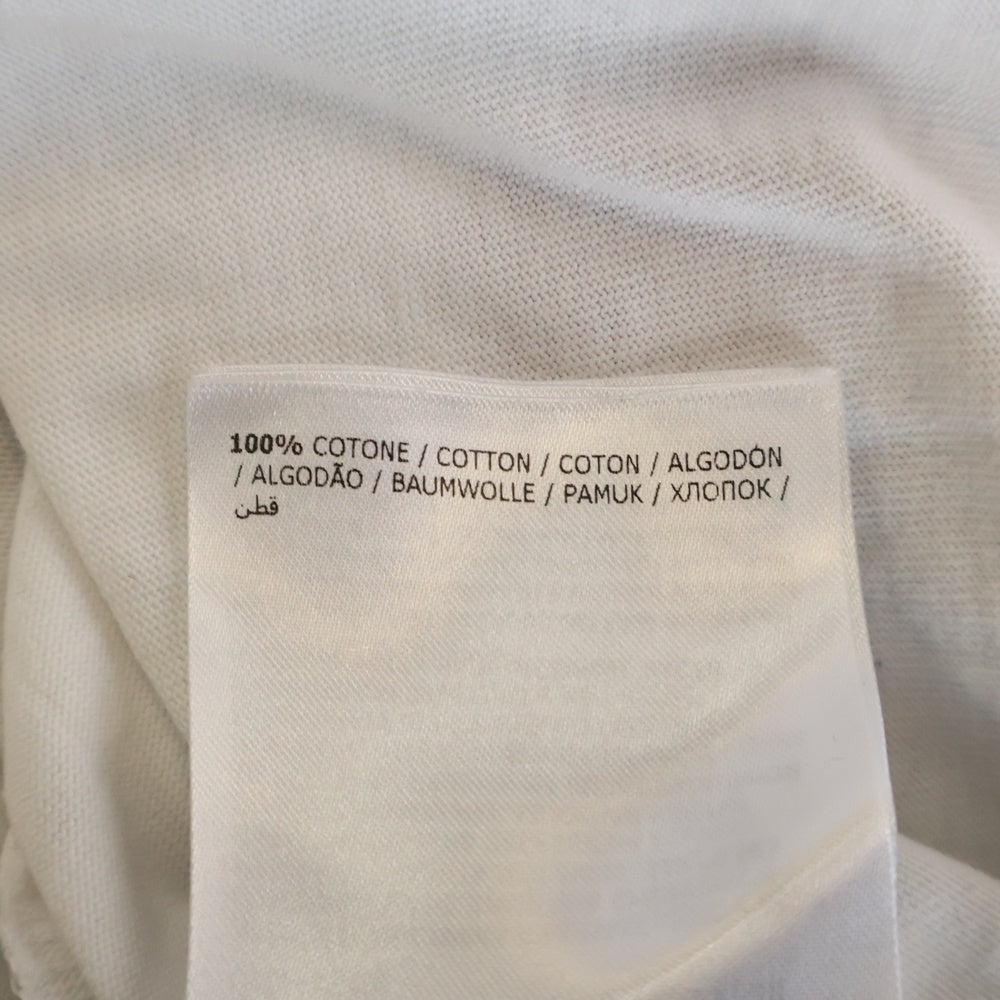 100% COTONE / COTTON / COTON / ALGODÓN
/ ALGODÃO / BAUMWOLLE / PAMUK / ХЛОПОК /
قطن